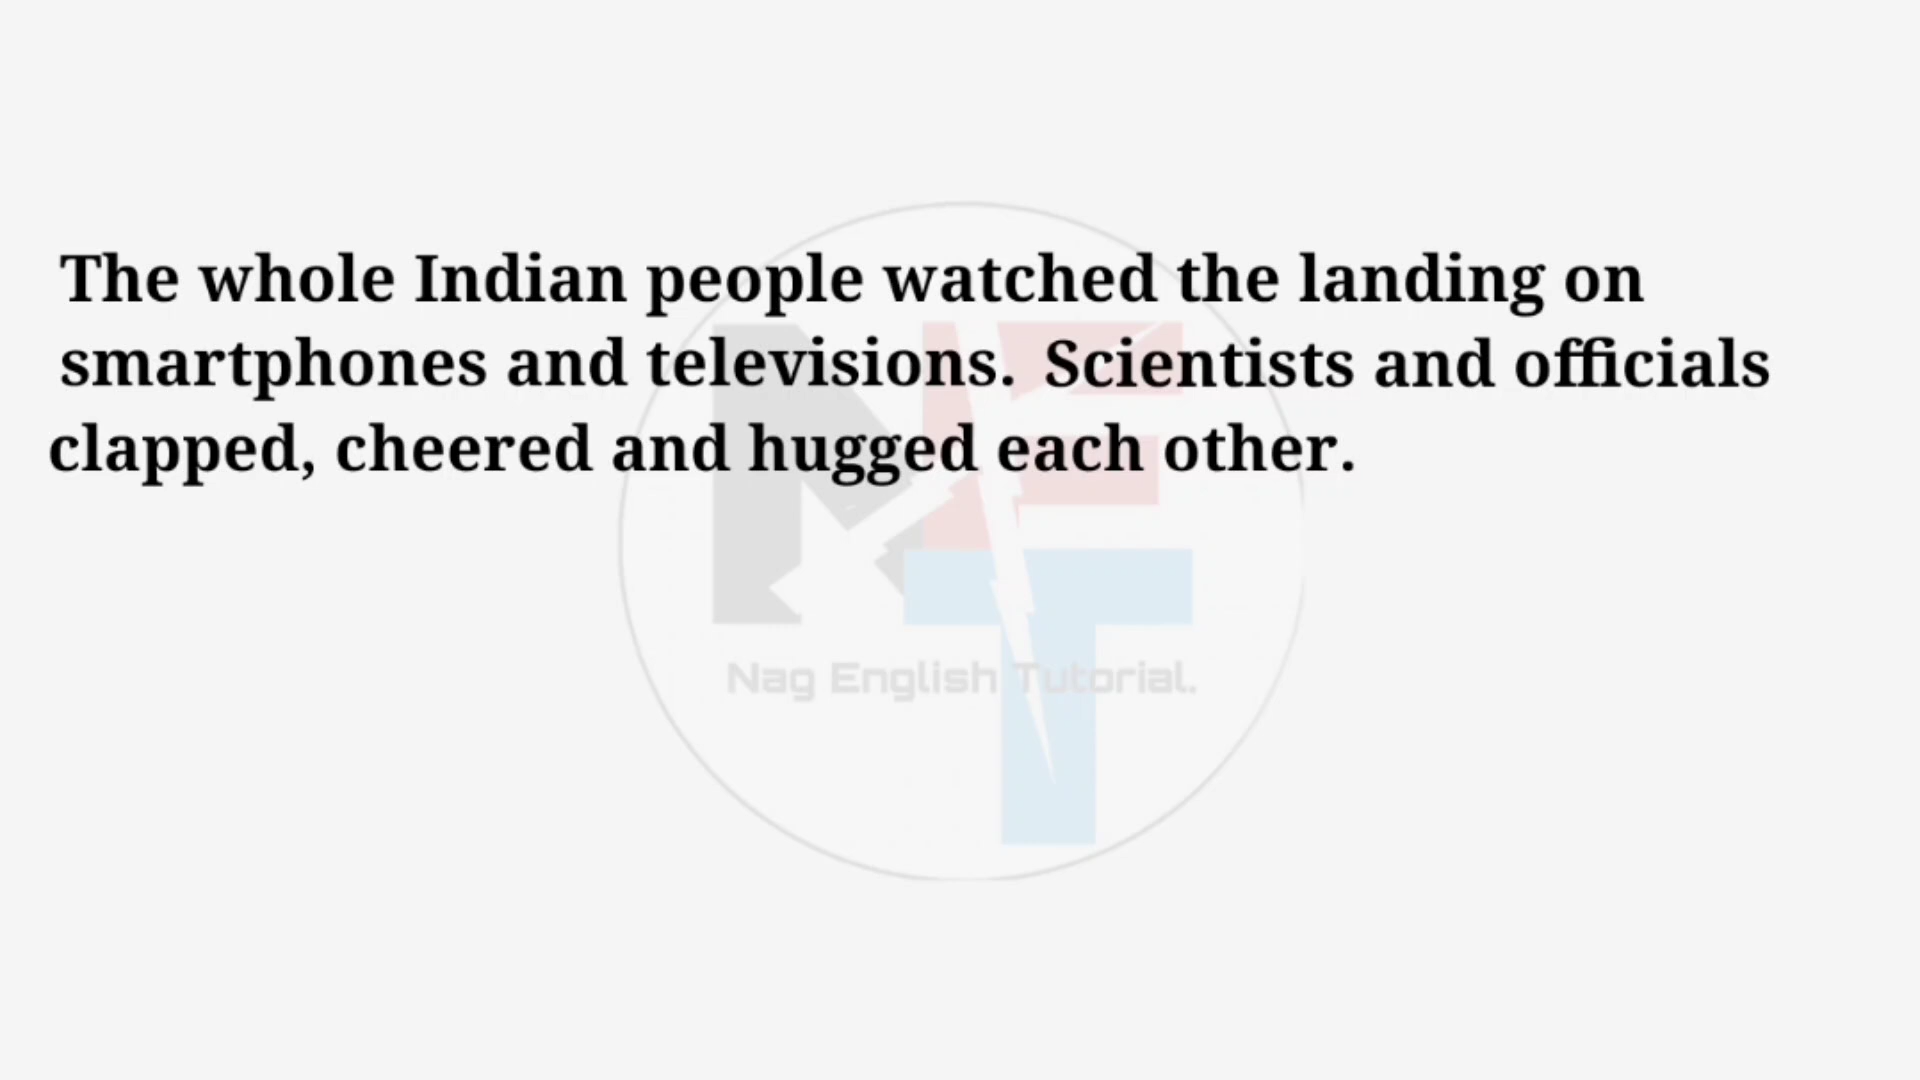 The whole Indian people watched the landing on
smartphones and televisions. Scientists and officials
clapped, cheered and hugged each other.
NET
Nag English Tutorial.